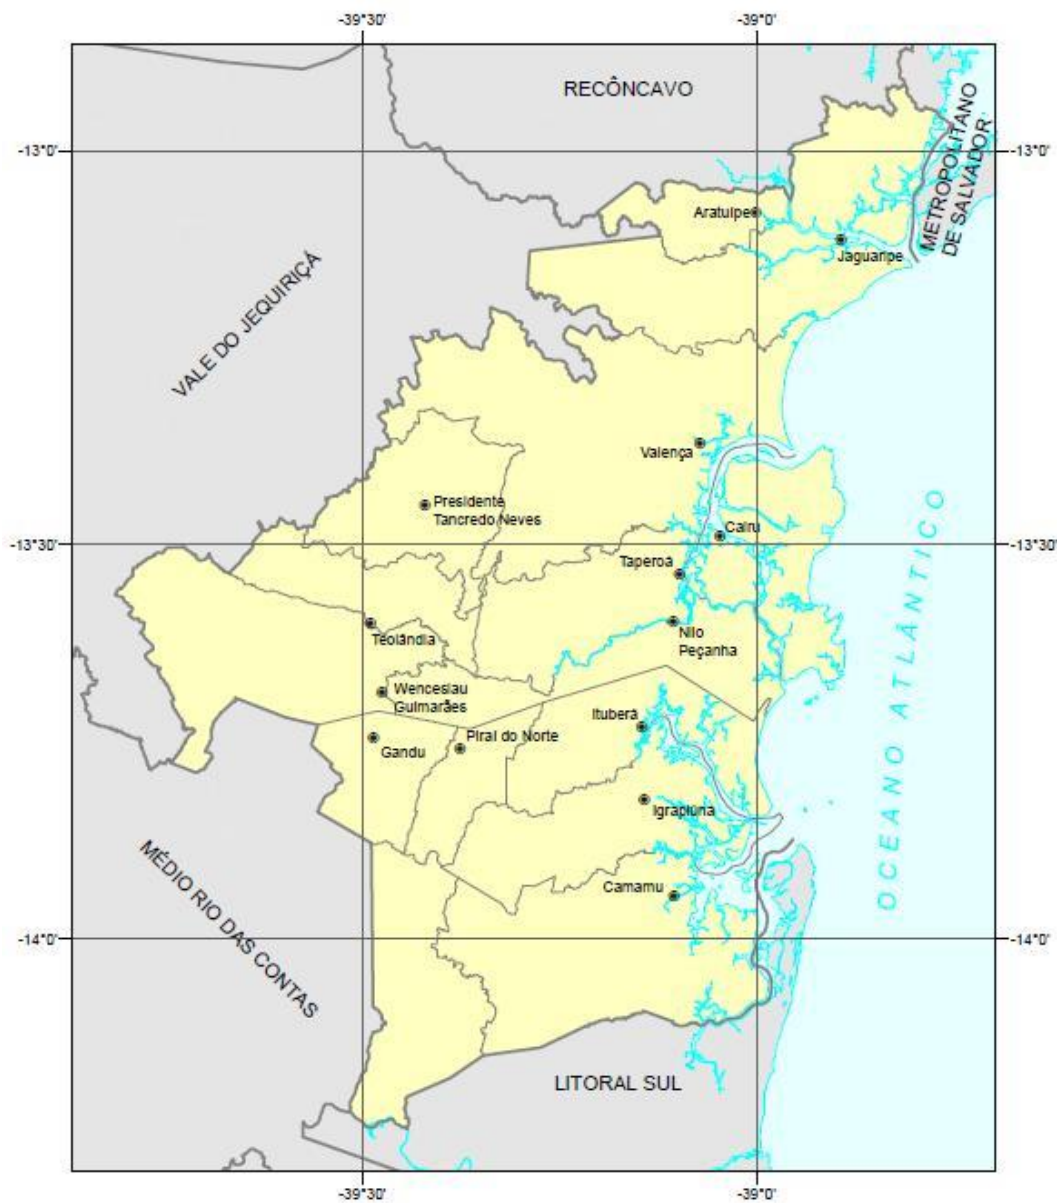 -39°30'
-39°0'
RECÔNCAVO
METROPOLITANO
DE SALVADOR
-13°0'
-13°0'
Aratuípe
Jaguaripe
VALE DO JEQUIRIÇÁ
Valença
Presidente
Tancredo Neves
Cairu
-13°30'
-13°30'
Taperoá
Teolândia
Nilo
Peçanha
Wenceslau
Guimarães
Ituberá
Gandu
Piraí do Norte
Igrapiúna
OCEANO ATLÂNTICO
MÉDIO RIO DAS CONTAS
Camamu
-14°0'
-14°0'
LITORAL SUL
-39°30'
-39°0'